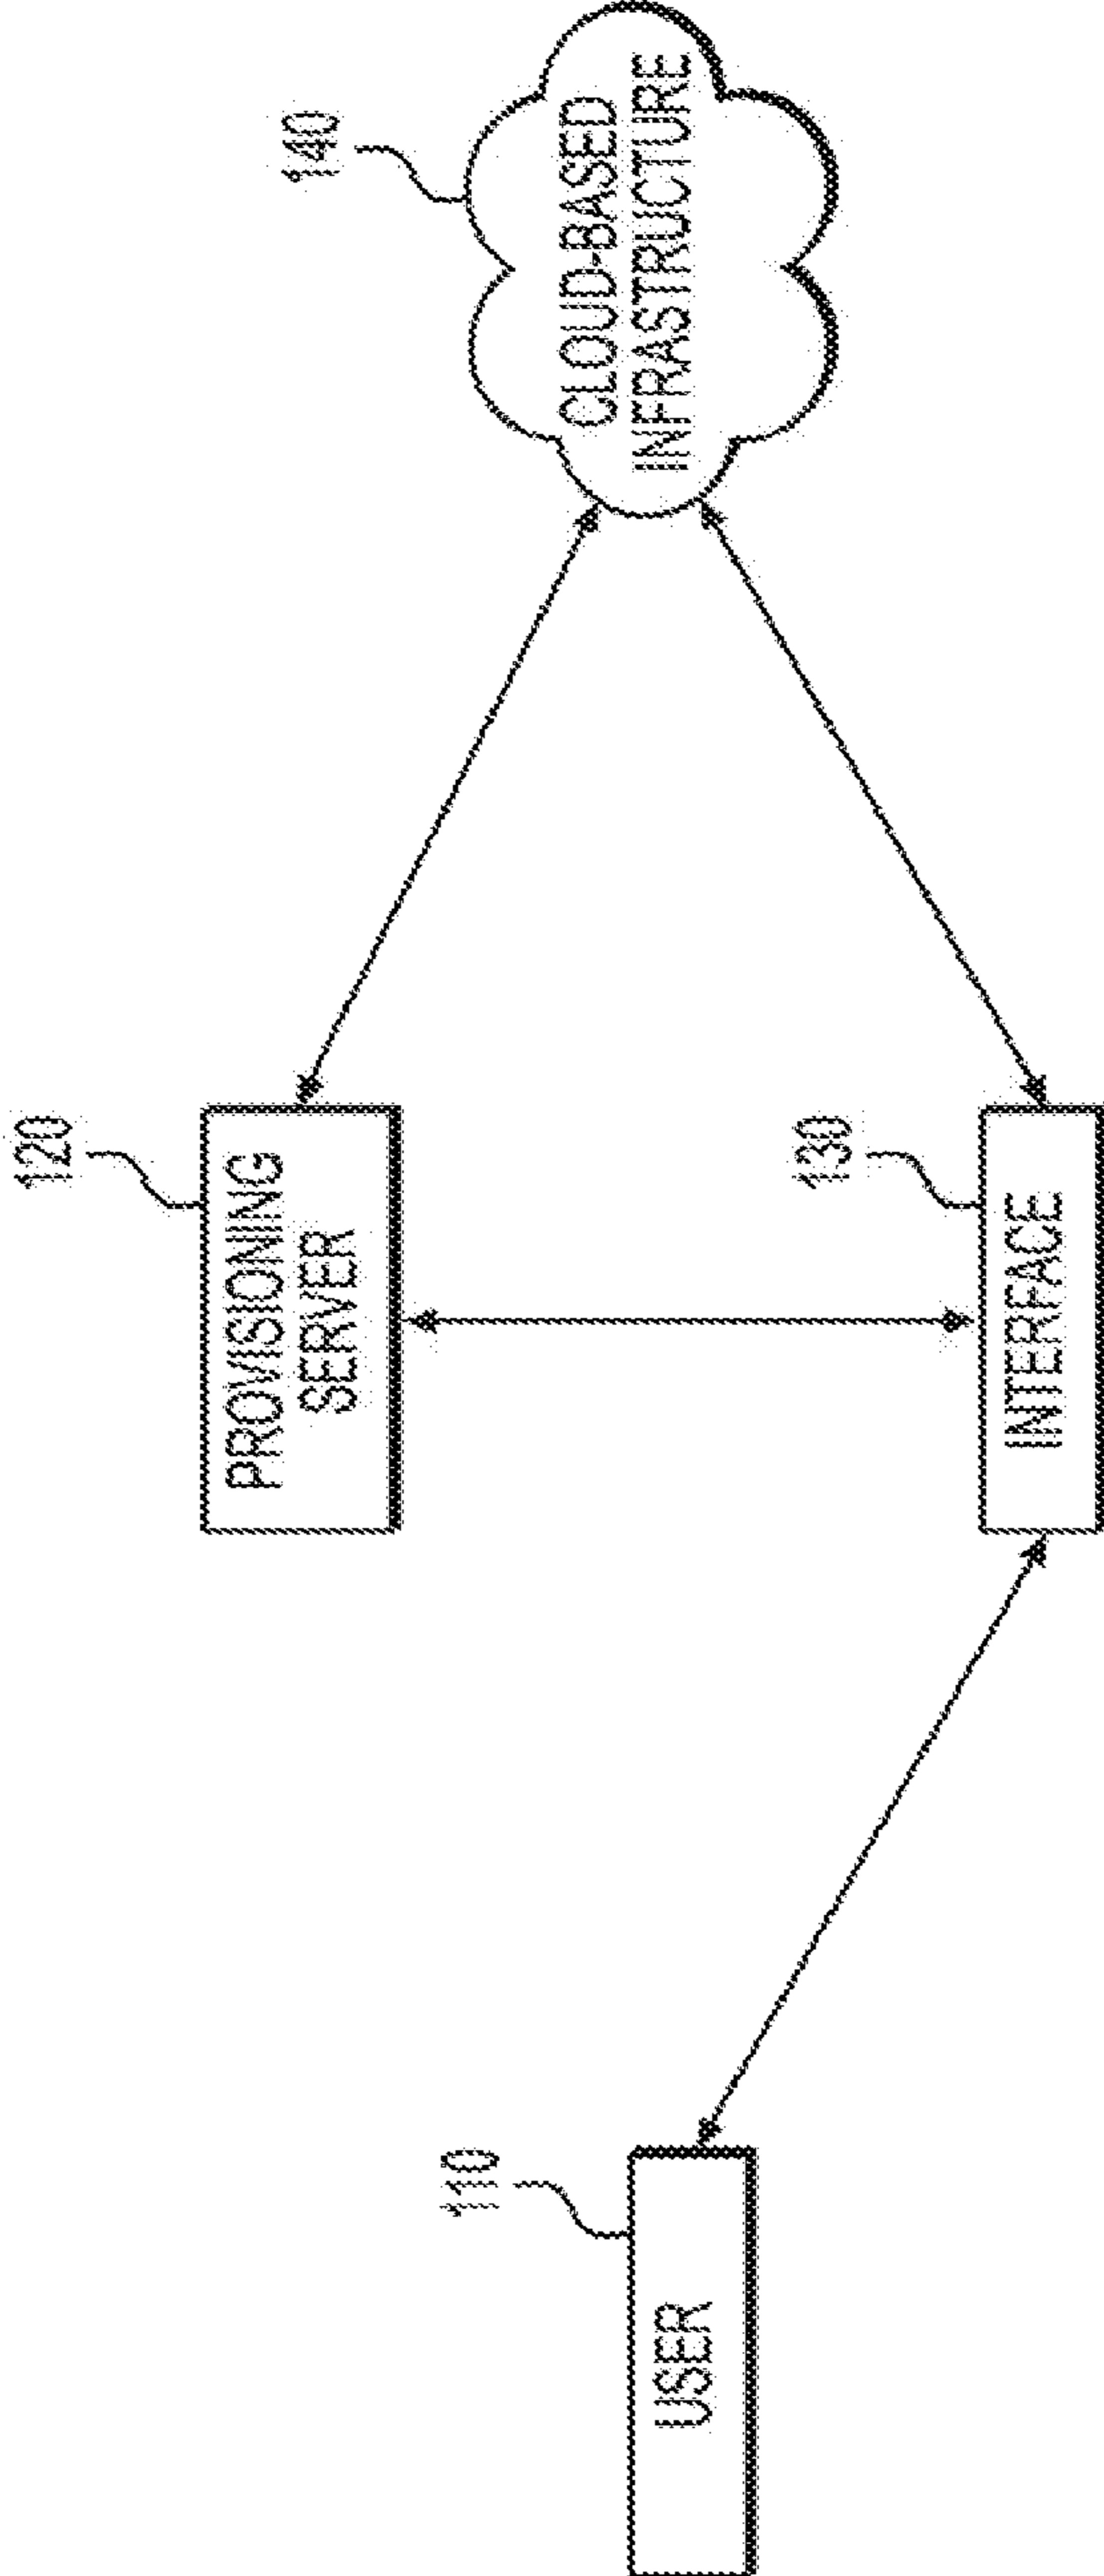 120
PROVISIONING
SERVER
140
CLOUD-BASED
INFRASTRUCTURE
110
USER
130
INTERFACE